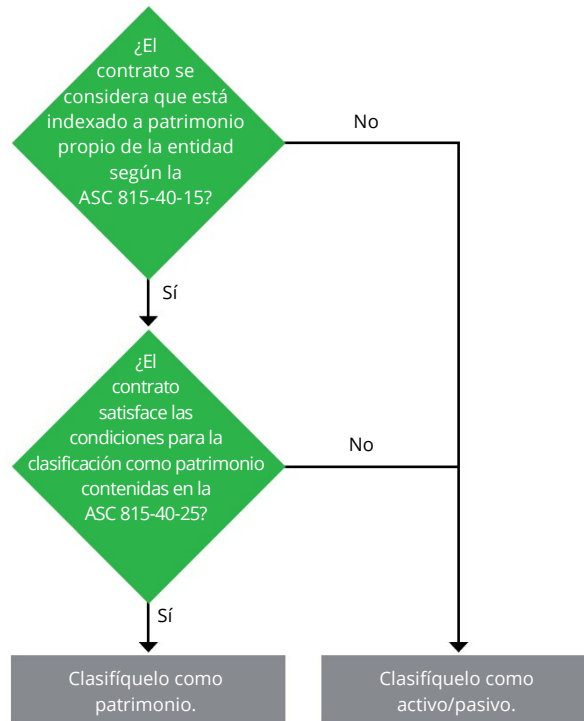 ¿El
contrato se
considera que está
indexado a patrimonio
propio de la entidad
según la
ASC 815-40-15?
No
Sí
¿El
contrato
satisface las
condiciones para la
clasificación como patrimonio
contenidas en la
ASC 815-40-25?
No
Sí
Clasifíquelo como
patrimonio.
Clasifíquelo como
activo/pasivo.